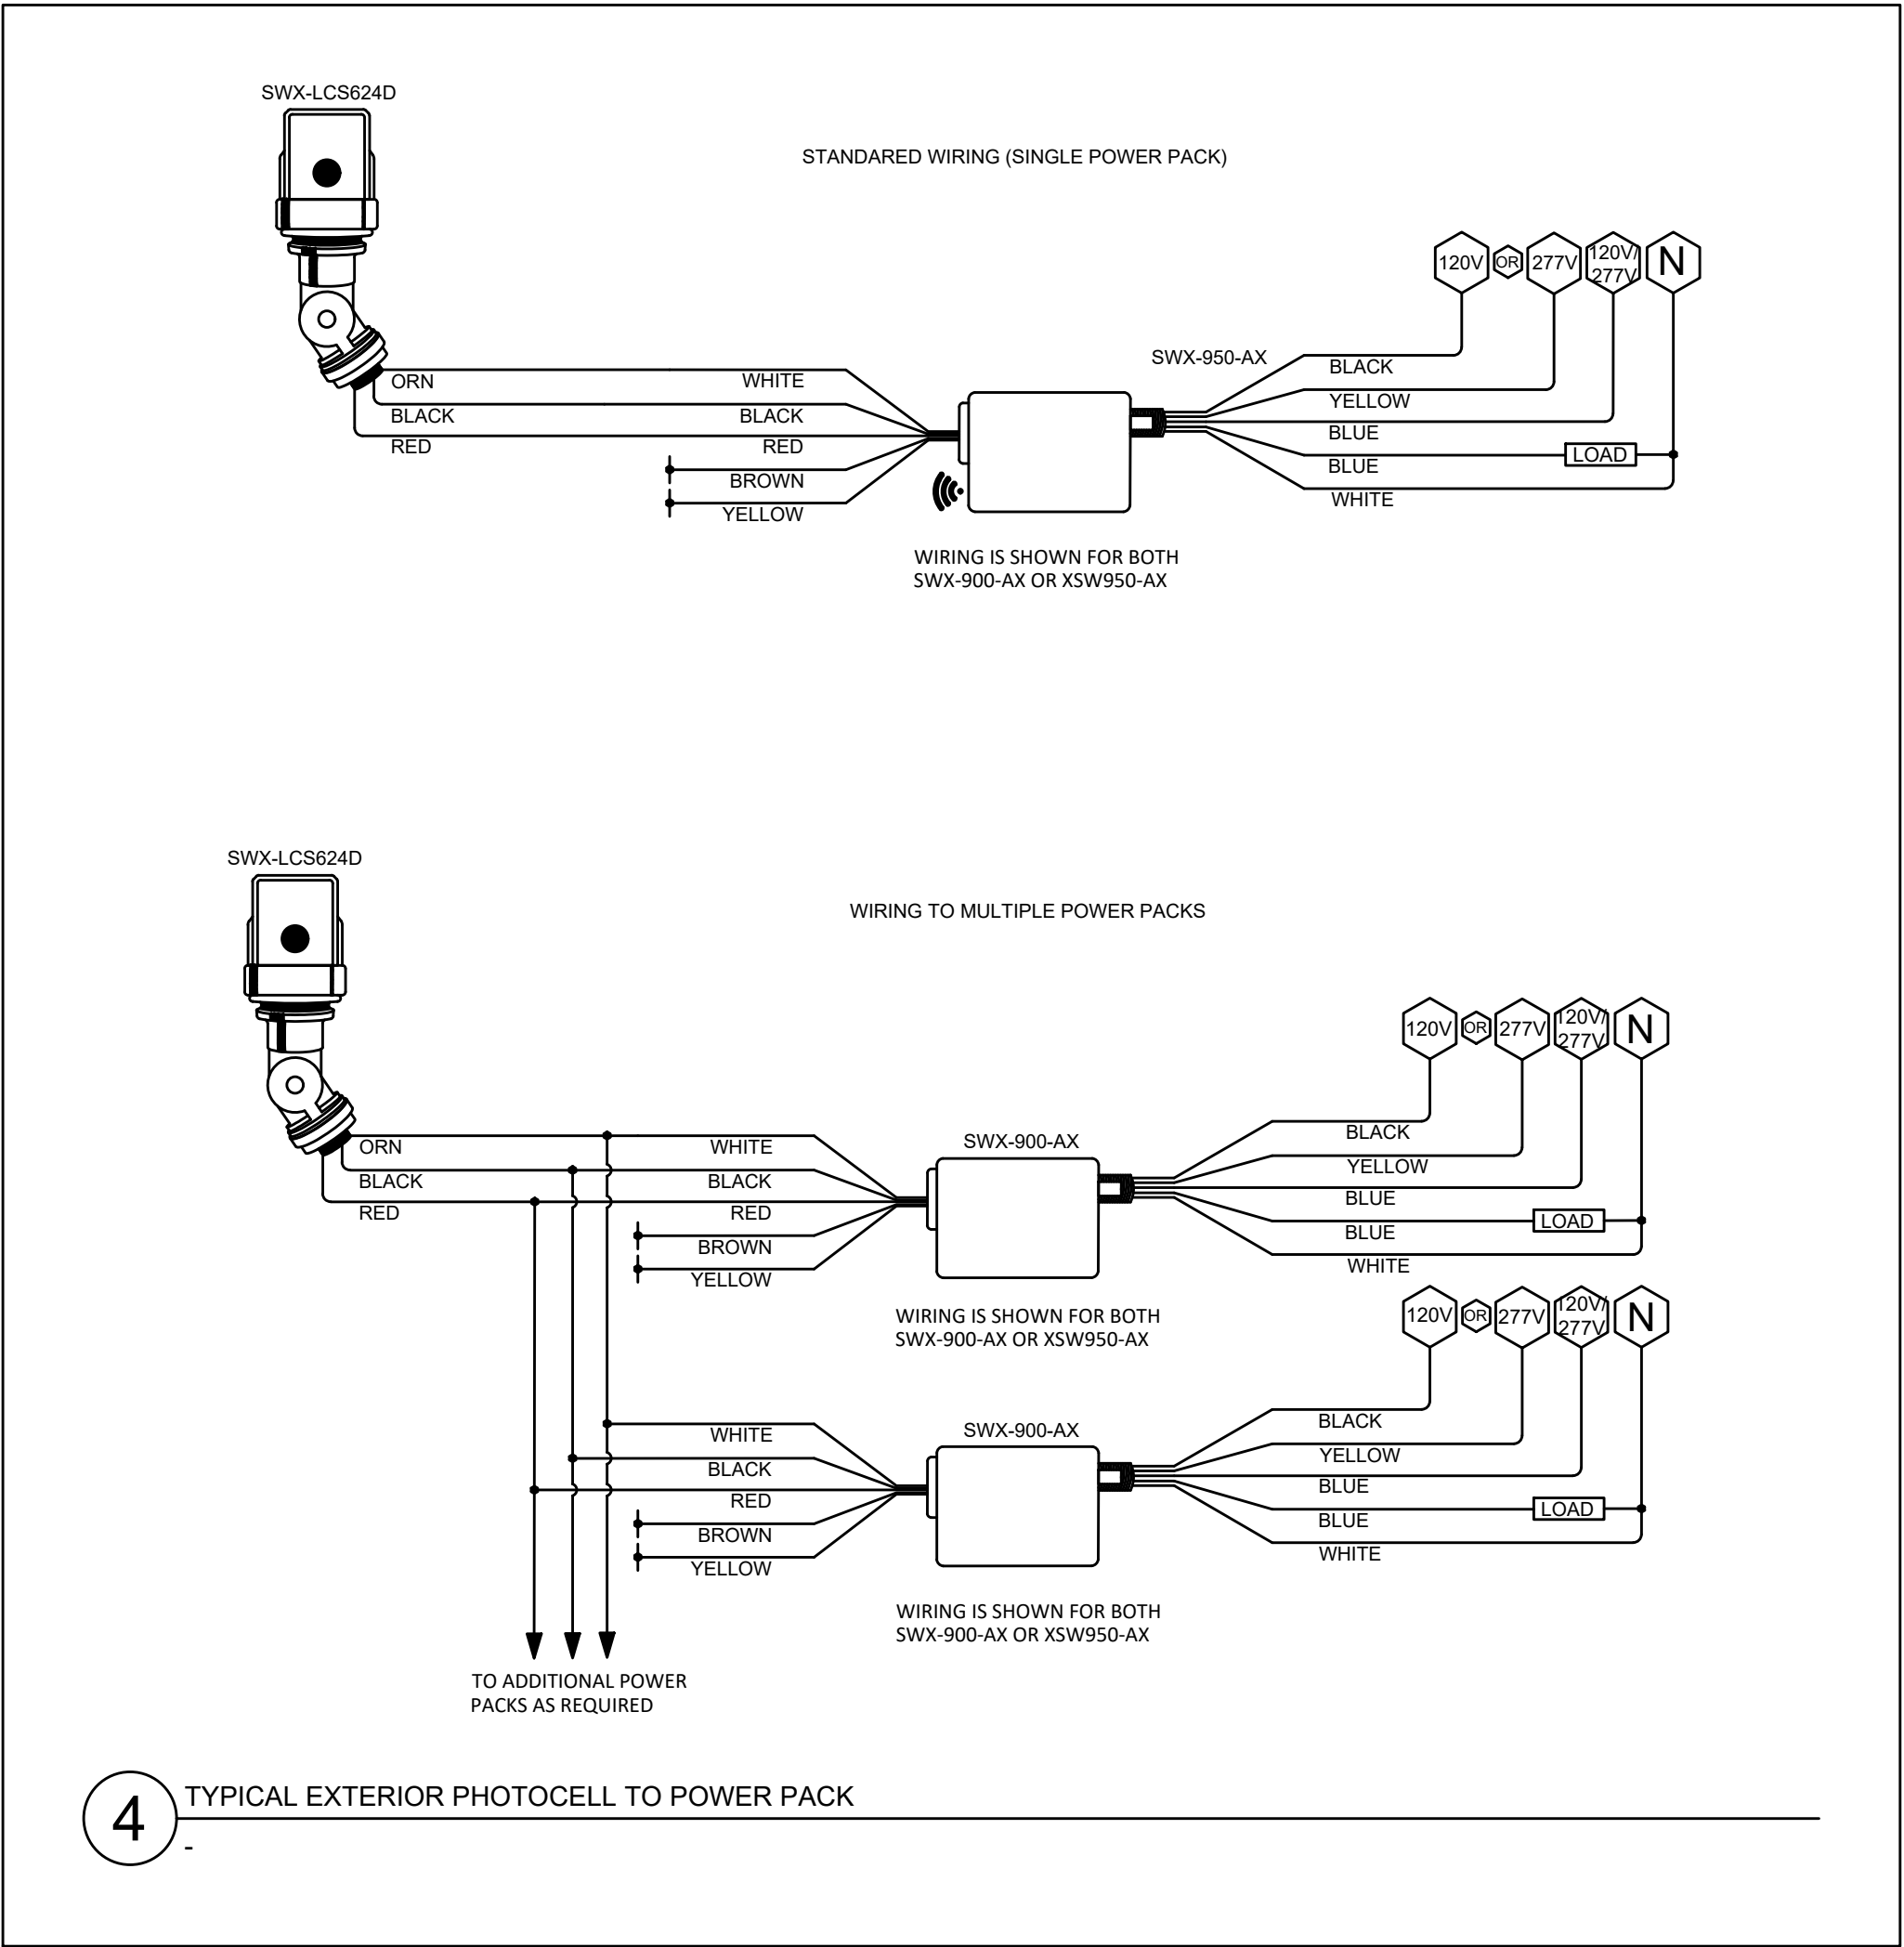 SWX-LCS624D
STANDARED WIRING (SINGLE POWER PACK)
120V OR 277V 120V/ 277V N
SWX-950-AX
BLACK
ORN WHITE
YELLOW
BLACK BLACK
BLUE
RED RED
LOAD
BLUE
BROWN
WHITE
YELLOW
WIRING IS SHOWN FOR BOTH
SWX-900-AX OR XSW950-AX
SWX-LCS624D
WIRING TO MULTIPLE POWER PACKS
120V OR 277V 120V/ 277V N
BLACK
SWX-900-AX
ORN WHITE
YELLOW
BLACK BLACK
BLUE
RED RED
LOAD
BLUE
BROWN
WHITE
YELLOW
WIRING IS SHOWN FOR BOTH
SWX-900-AX OR XSW950-AX
120V OR 277V 120V/ 277V N
BLACK
SWX-900-AX
WHITE
YELLOW
BLACK
BLUE
RED
LOAD
BLUE
BROWN
WHITE
YELLOW
WIRING IS SHOWN FOR BOTH
SWX-900-AX OR XSW950-AX
TO ADDITIONAL POWER
PACKS AS REQUIRED
4 TYPICAL EXTERIOR PHOTOCELL TO POWER PACK
-